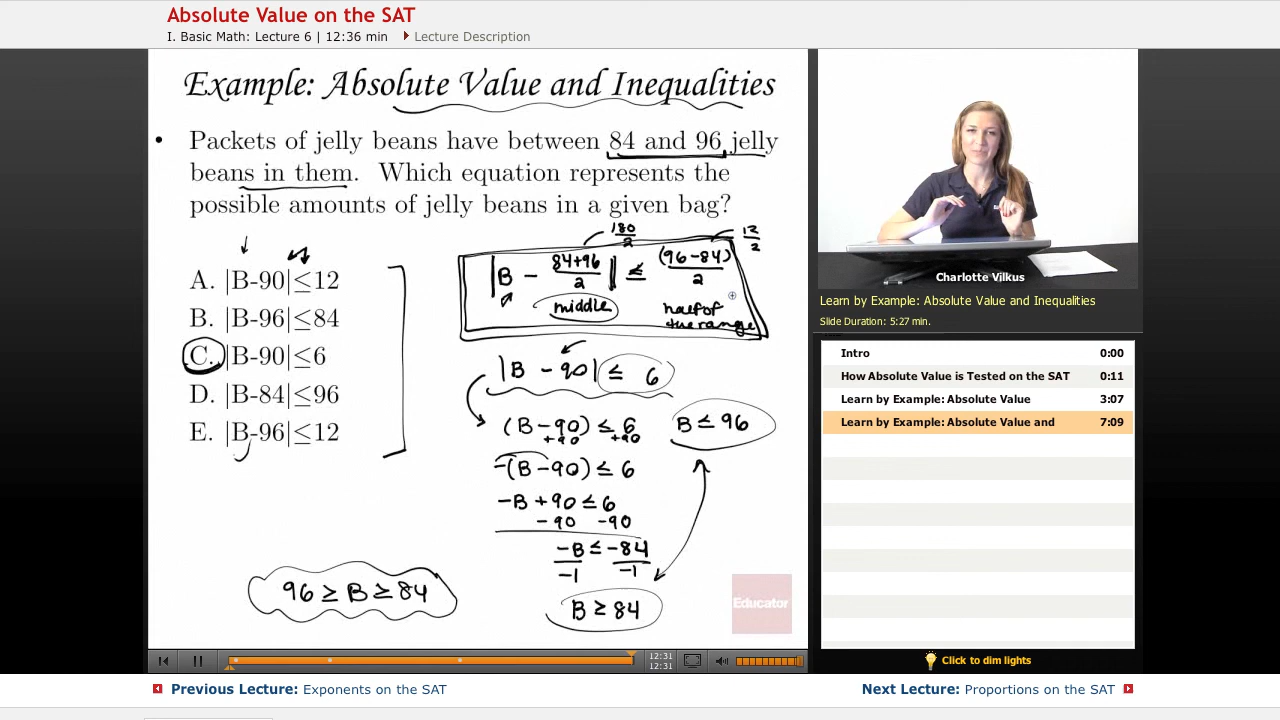 Absolute Value on the SAT
I. Basic Math: Lecture 6 | 12:36 min Lecture Description
Example: Absolute Value and Inequalities
• Packets of jelly beans have between 84 and 96 jelly
beans in them. Which equation represents the
possible amounts of jelly beans in a given bag?
A. |B-90|≤12
B. |B-96|≤84
C. |B-90|≤6
D. |B-84|≤96
E. |B-96|≤12
180/2
12/2
|B - (84+96)/2| ≤ (96-84)/2
middle
half of
the range
|B - 90| ≤ 6
(B-90) ≤ 6
+90 +90
B ≤ 96
-(B-90) ≤ 6
-B+90 ≤ 6
-90 -90
-B ≤ -84
-1 -1
B ≥ 84
96 ≥ B ≥ 84
Educator
Charlotte Vilkus
Learn by Example: Absolute Value and Inequalities
Slide Duration: 5:27 min.
Intro 0:00
How Absolute Value is Tested on the SAT 0:11
Learn by Example: Absolute Value 3:07
Learn by Example: Absolute Value and 7:09
12:31
12:31
Click to dim lights
Previous Lecture: Exponents on the SAT
Next Lecture: Proportions on the SAT